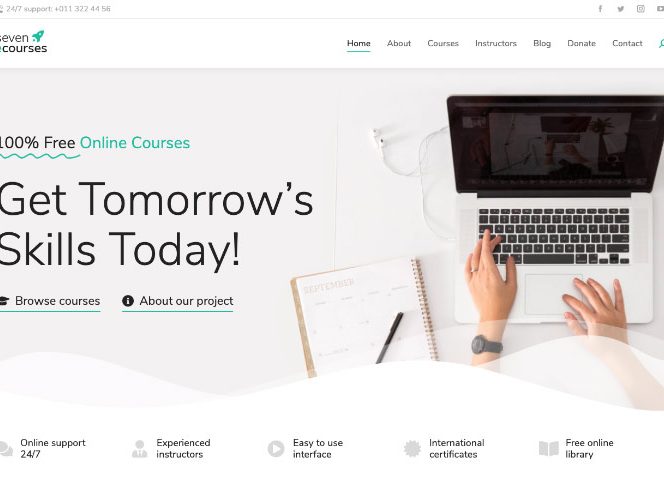 24/7 support: +011 322 44 56
seven
ecourses
Home About Courses Instructors Blog Donate Contact
100% Free Online Courses
Get Tomorrow's
Skills Today!
Browse courses About our project
SEPTEMBER
Online support
24/7
Experienced
instructors
Easy to use
interface
International
certificates
Free online
library